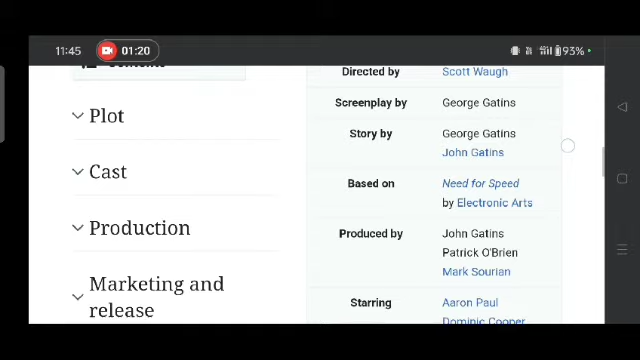 11:45
01:20
93%
Directed by Scott Waugh
Screenplay by George Gatins
Story by George Gatins
John Gatins
Based on Need for Speed
by Electronic Arts
Produced by John Gatins
Patrick O'Brien
Mark Sourian
Starring Aaron Paul
Dominic Cooper
Plot
Cast
Production
Marketing and
release